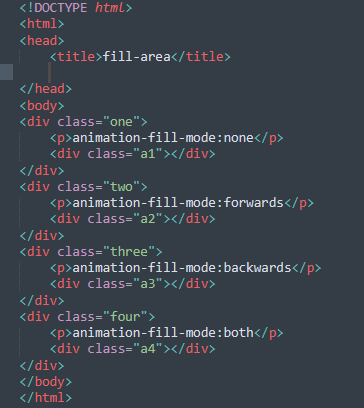 <!DOCTYPE html>
<html>
<head>
    <title>fill-area</title>
</head>
<body>
<div class="one">
    <p>animation-fill-mode:none</p>
    <div class="a1"></div>
</div>
<div class="two">
    <p>animation-fill-mode:forwards</p>
    <div class="a2"></div>
</div>
<div class="three">
    <p>animation-fill-mode:backwards</p>
    <div class="a3"></div>
</div>
<div class="four">
    <p>animation-fill-mode:both</p>
    <div class="a4"></div>
</div>
</body>
</html>